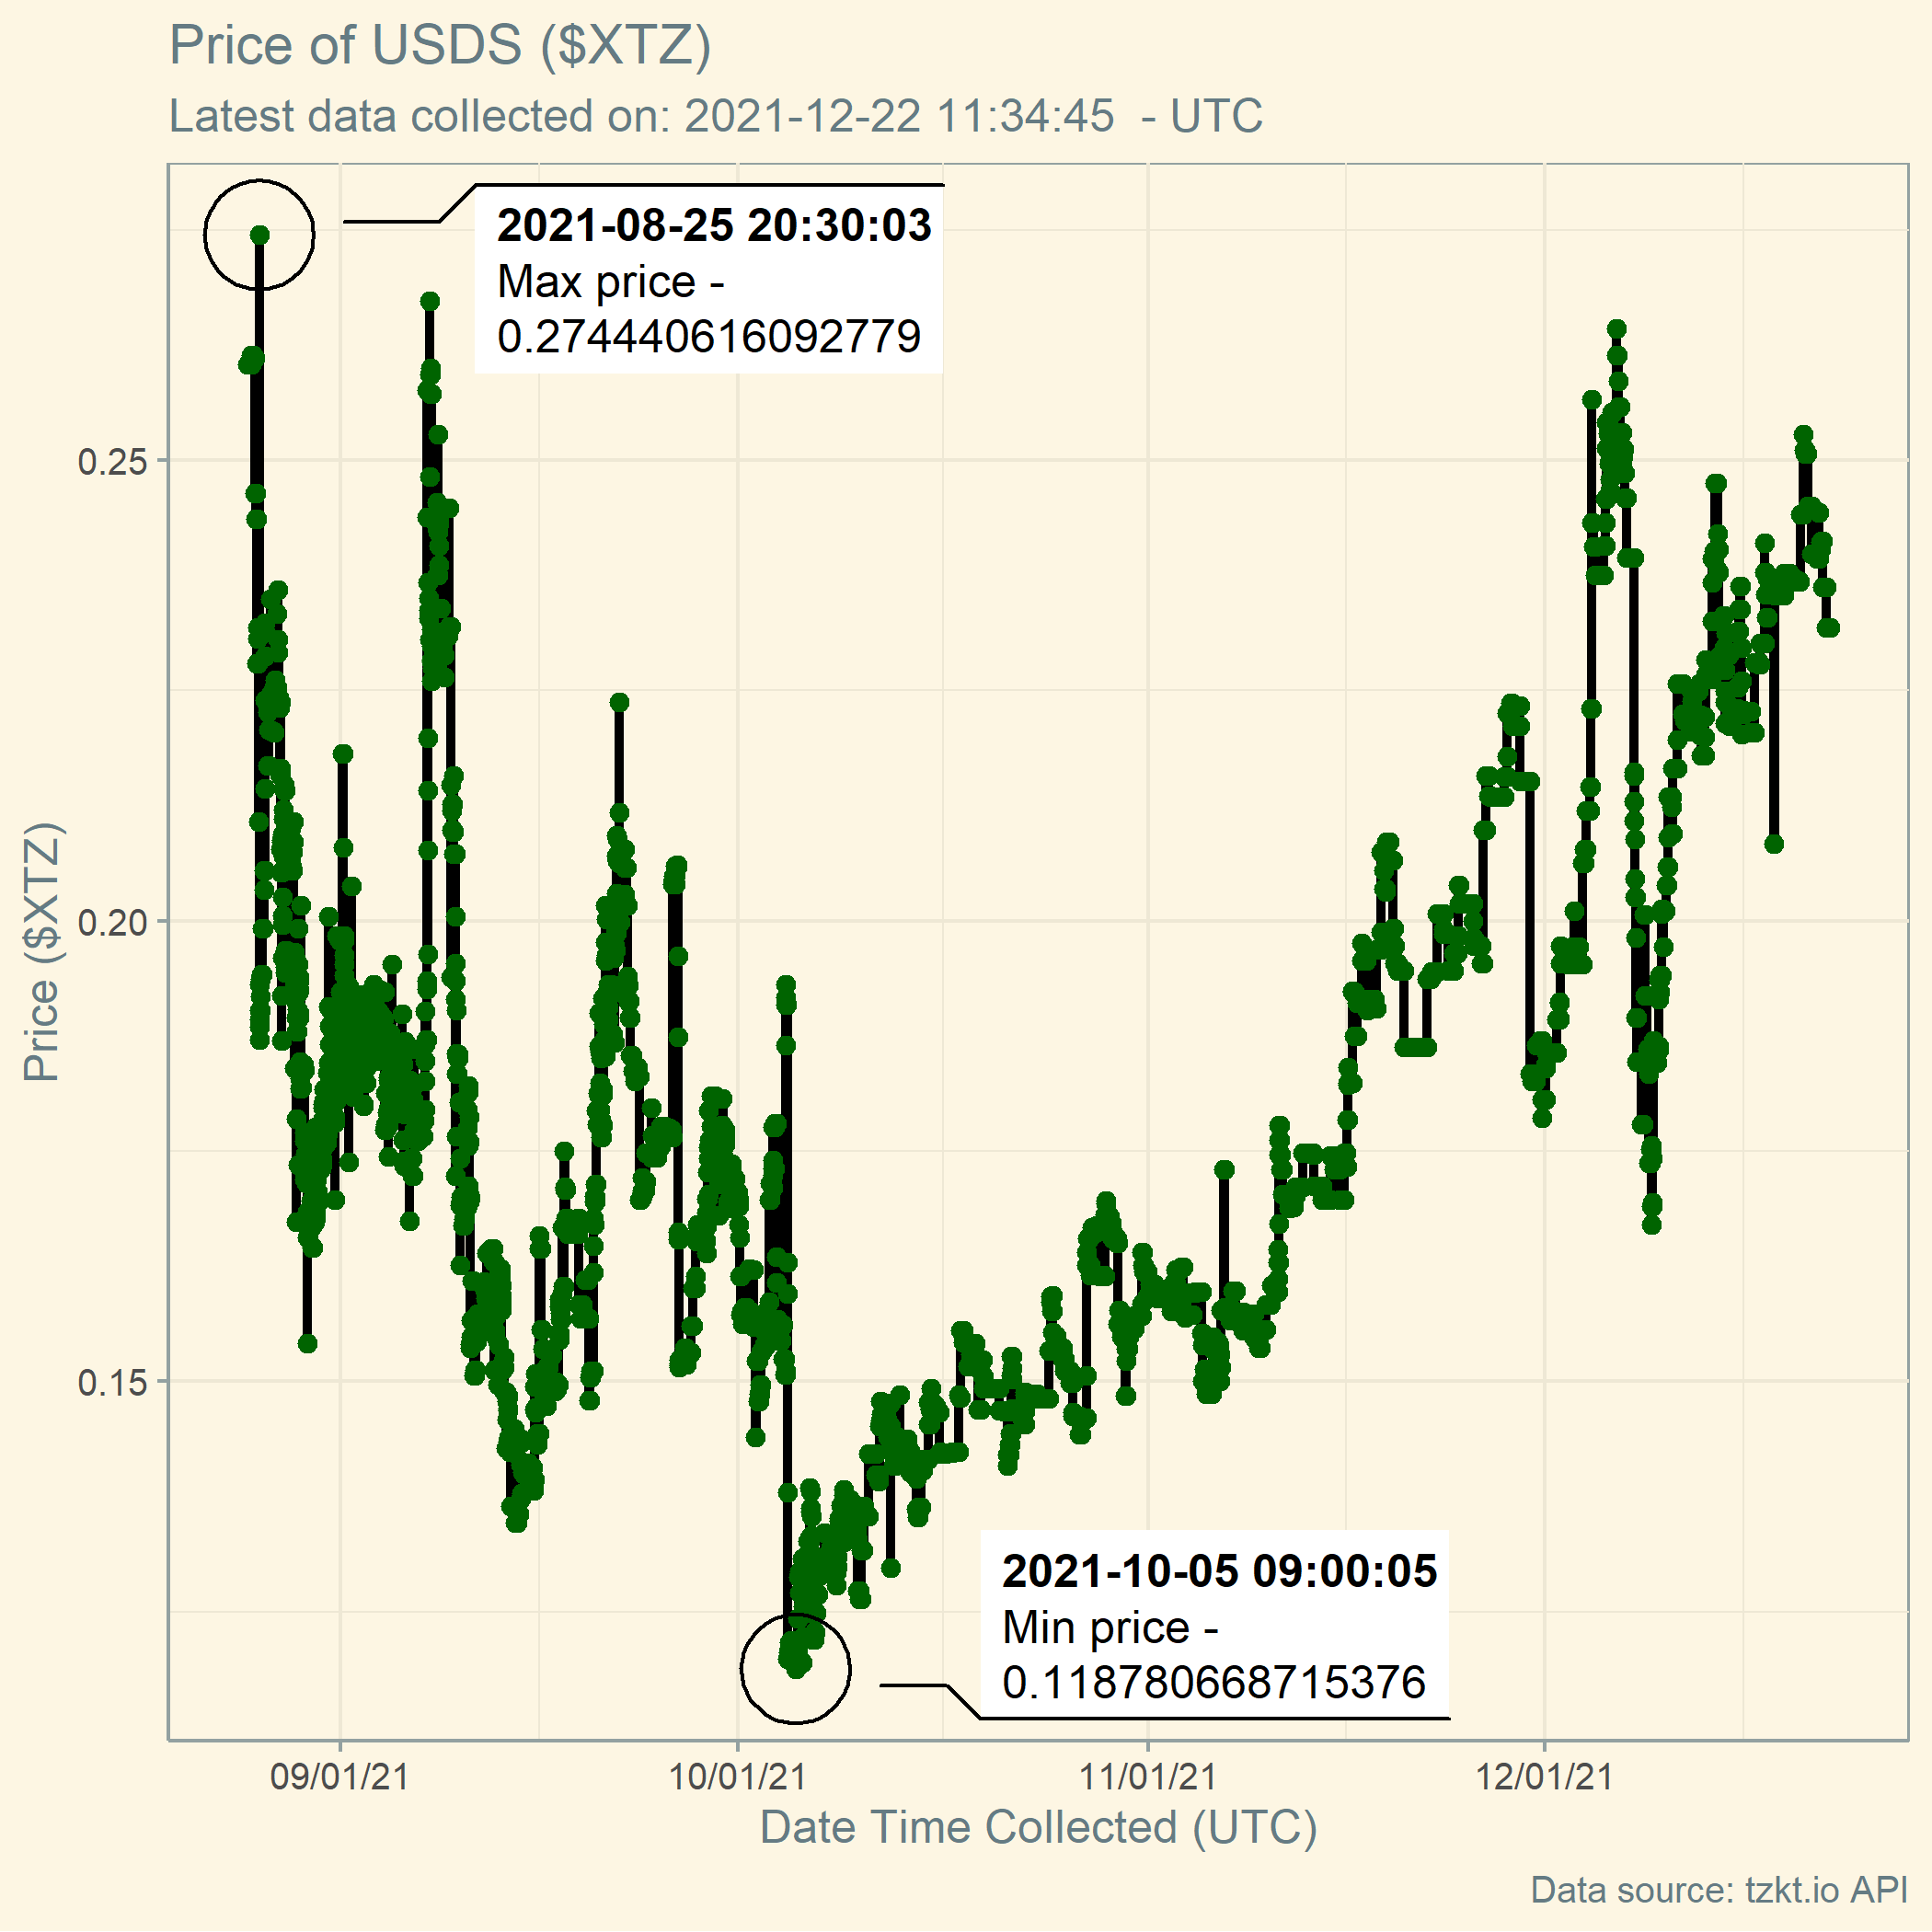 Price of USDS ($XTZ)
Latest data collected on: 2021-12-22 11:34:45  - UTC
2021-08-25 20:30:03
Max price -
0.274440616092779
0.25
0.20
0.15
Price ($XTZ)
2021-10-05 09:00:05
Min price -
0.118780668715376
09/01/21
10/01/21
11/01/21
12/01/21
Date Time Collected (UTC)
Data source: tzkt.io API